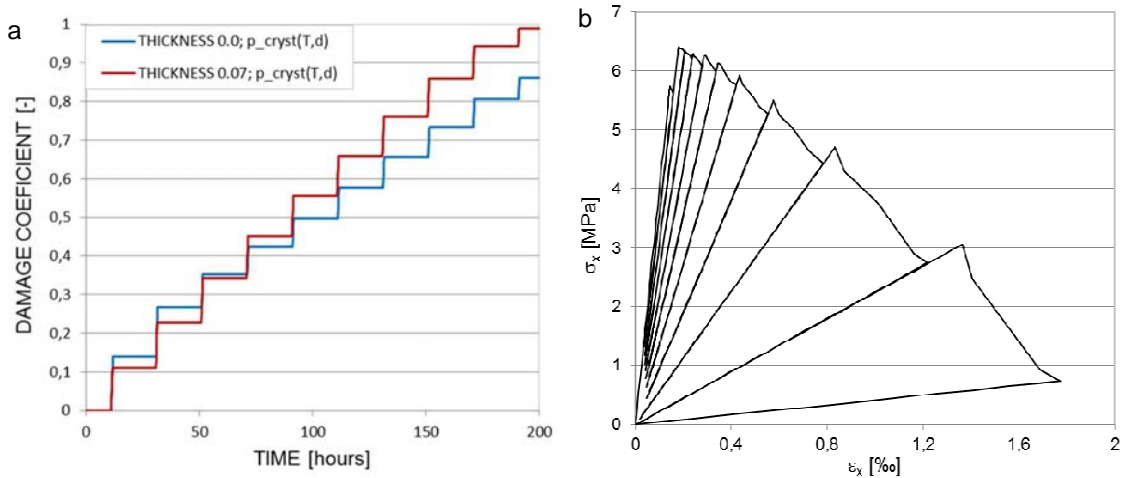 a
THICKNESS 0.0; p_cryst(T,d)
THICKNESS 0.07; p_cryst(T,d)
DAMAGE COEFICIENT [-]
1
0,9
0,8
0,7
0,6
0,5
0,4
0,3
0,2
0,1
0
0 50 100 150 200
TIME [hours]
b
σx [MPa]
7
6
5
4
3
2
1
0
0 0,4 0,8 1,2 1,6 2
εx [‰]